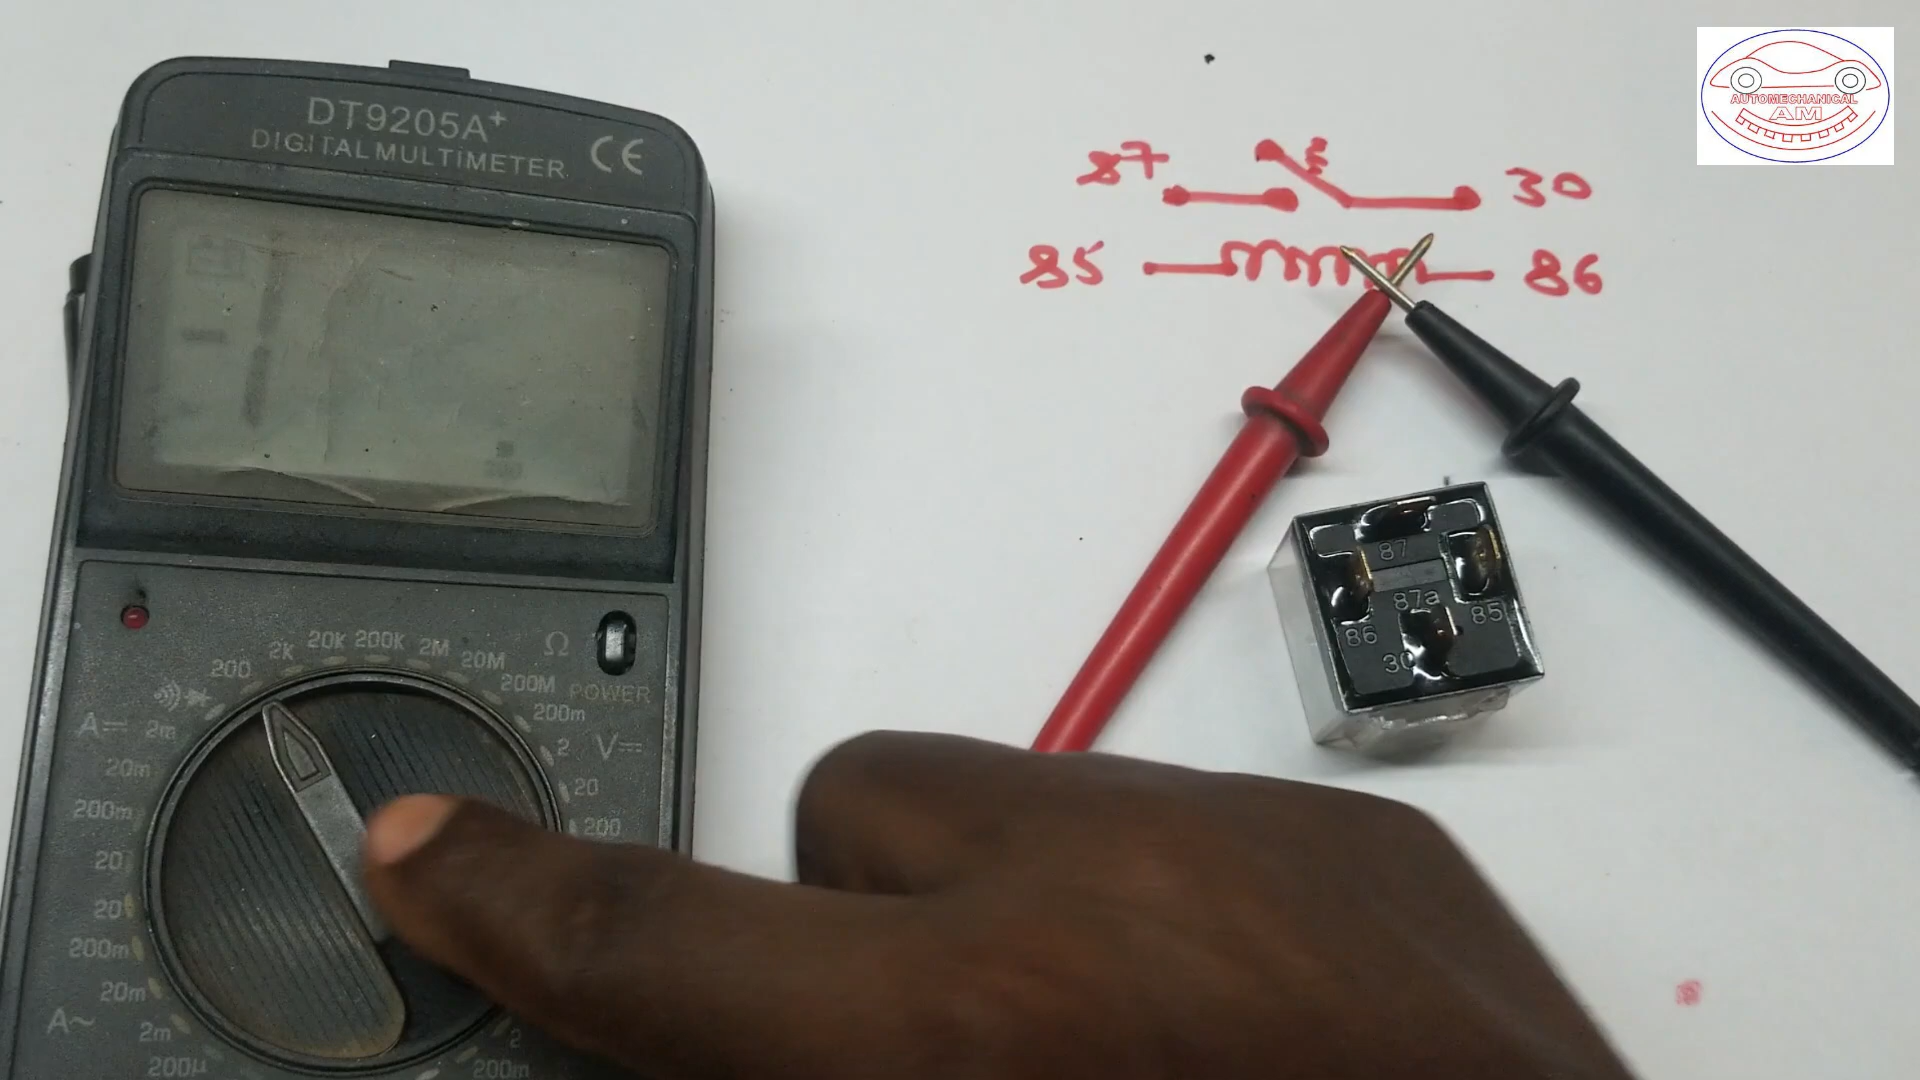 DT9205A+
DIGITAL MULTIMETER
CE
AUTOMECHANICAL
AM
87
30
85
86
87
87a
86
85
30
200
2K
20K
200K
2M
20M
200M
Ω
POWER
200m
2
20
200
V
A
2m
20m
200m
20
20
200m
20m
A~
2m
200µ
2
200m